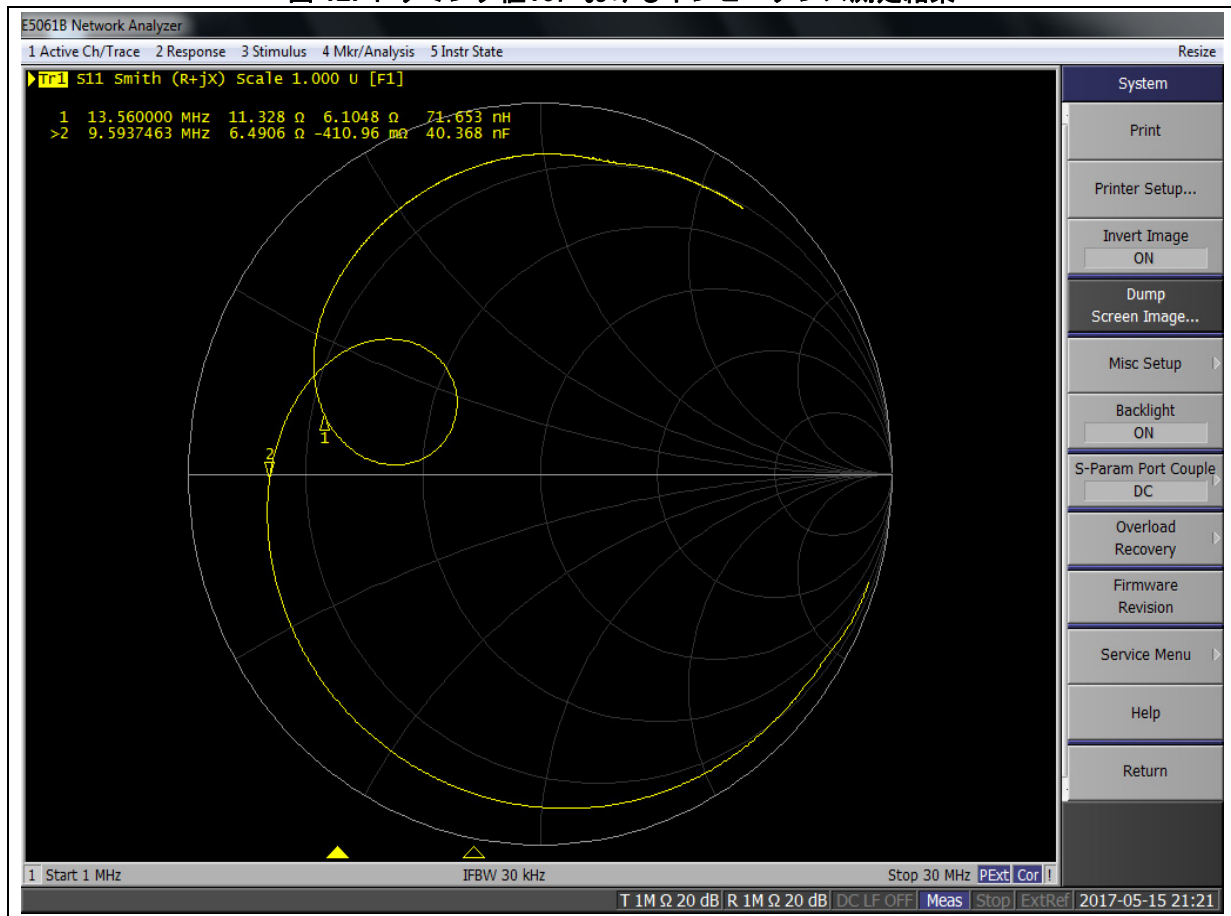 E5061B Network Analyzer
1 Active Ch/Trace 2 Response 3 Stimulus 4 Mkr/Analysis 5 Instr State
Resize
Tr1 S11 Smith (R+jX) Scale 1.000 U [F1]
1 13.560000 MHz 11.328 Ω 6.1048 Ω 71.653 nH
>2 9.5937463 MHz 6.4906 Ω -410.96 mΩ 40.368 nF
1
2
System
Print
Printer Setup...
Invert Image
ON
Dump
Screen Image...
Misc Setup
Backlight
ON
S-Param Port Couple
DC
Overload
Recovery
Firmware
Revision
Service Menu
Help
Return
1 Start 1 MHz
IFBW 30 kHz
Stop 30 MHz PExt Cor !
T 1M Ω 20 dB R 1M Ω 20 dB DC LF OFF Meas Stop ExtRef 2017-05-15 21:21